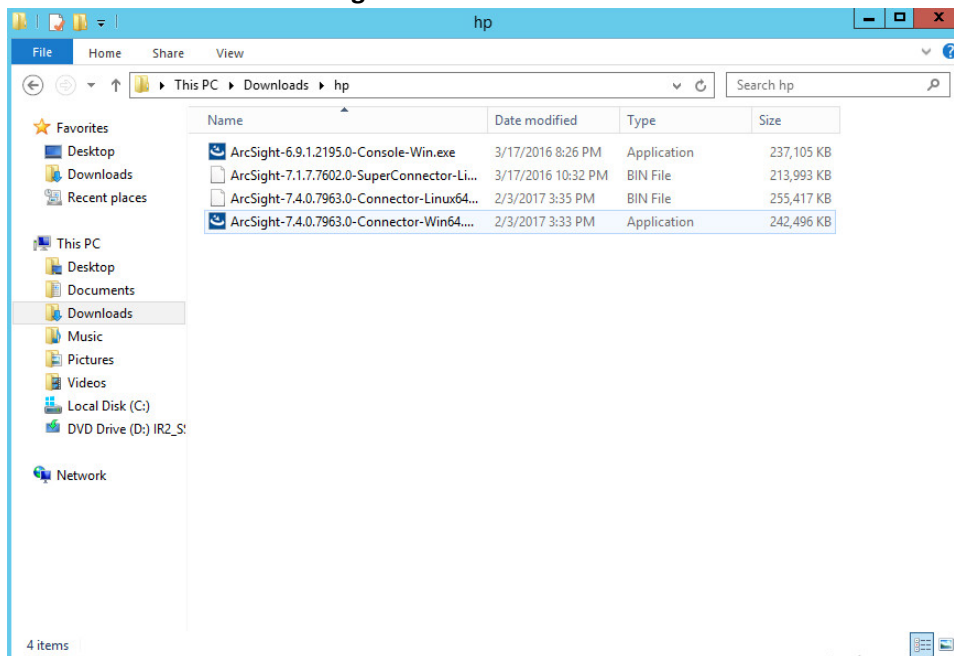 hp
File Home Share View
This PC Downloads hp
Search hp
Name Date modified Type Size
ArcSight-6.9.1.2195.0-Console-Win.exe 3/17/2016 8:26 PM Application 237,105 KB
ArcSight-7.1.7.7602.0-SuperConnector-Li... 3/17/2016 10:32 PM BIN File 213,993 KB
ArcSight-7.4.0.7963.0-Connector-Linux64... 2/3/2017 3:35 PM BIN File 255,417 KB
ArcSight-7.4.0.7963.0-Connector-Win64.... 2/3/2017 3:33 PM Application 242,496 KB
Favorites
Desktop
Downloads
Recent places
This PC
Desktop
Documents
Downloads
Music
Pictures
Videos
Local Disk (C:)
DVD Drive (D:) IR2_S
Network
4 items